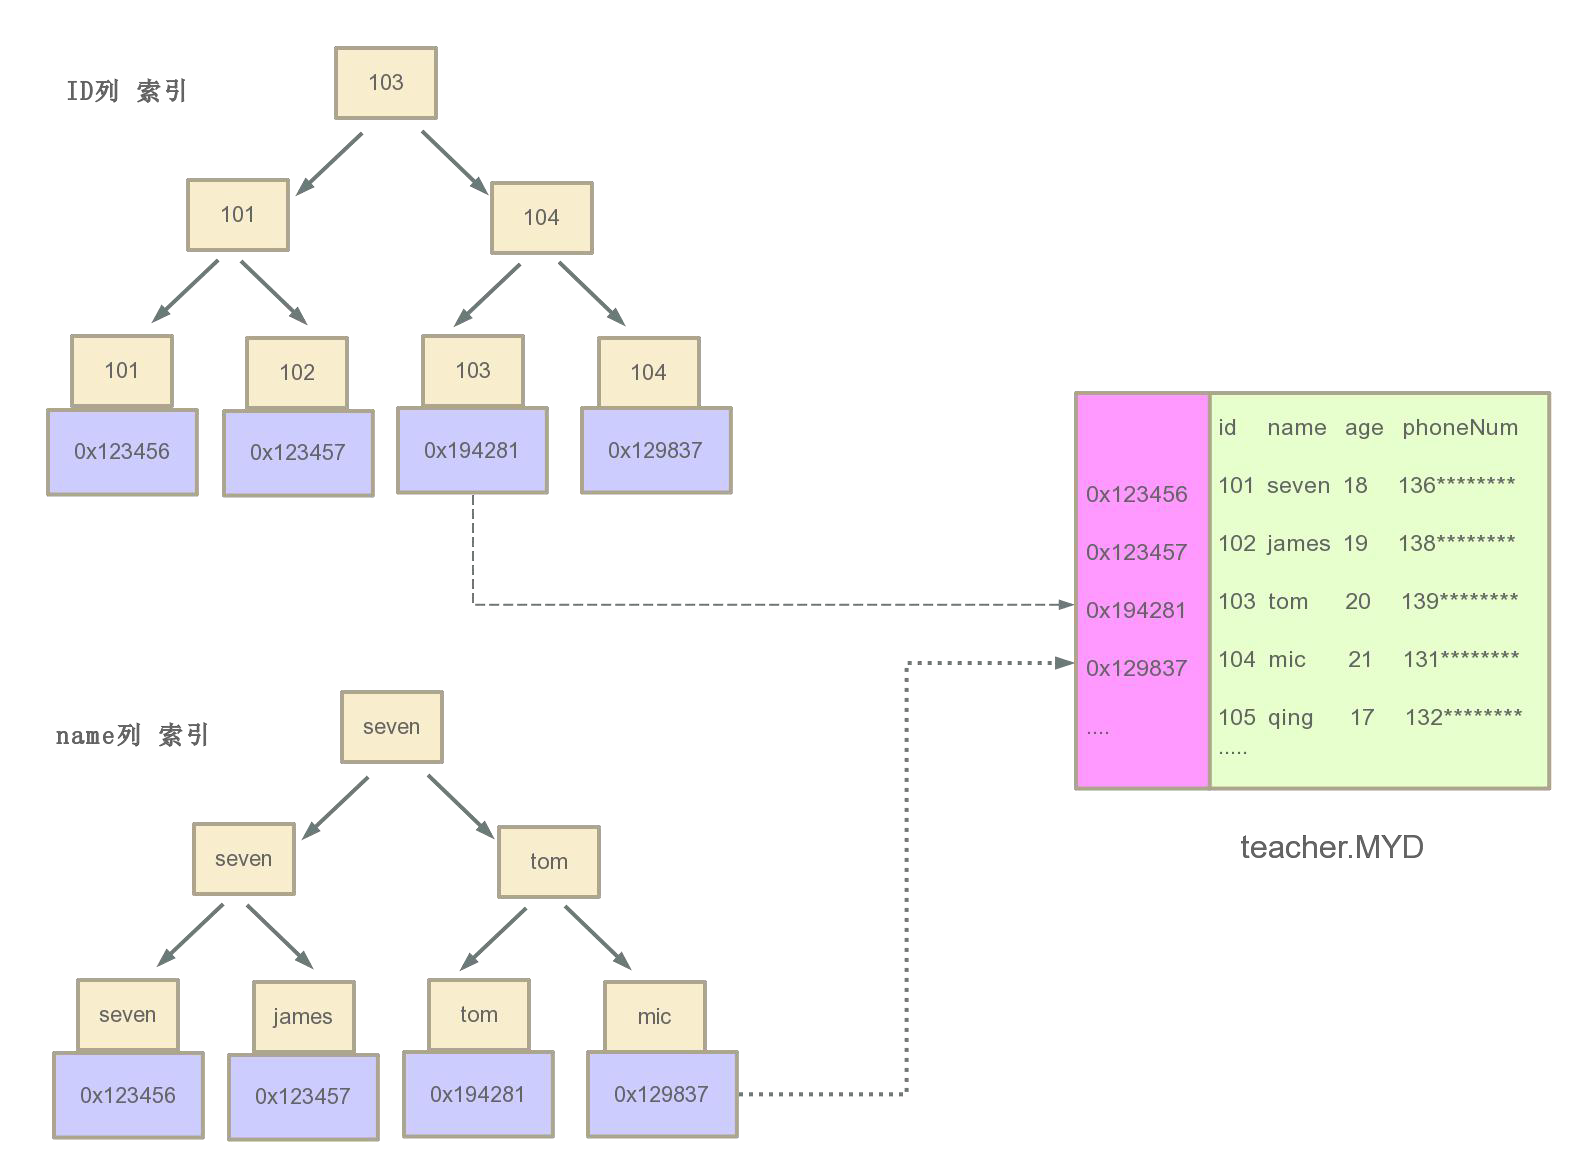 ID列 索引
103
101
104
101
102
103
104
0x123456
0x123457
0x194281
0x129837
id name age phoneNum
0x123456
101 seven 18 136********
0x123457
102 james 19 138********
0x194281
103 tom 20 139********
0x129837
104 mic 21 131********
....
105 qing 17 132********
.....
teacher.MYD
name列 索引
seven
seven
tom
seven
james
tom
mic
0x123456
0x123457
0x194281
0x129837